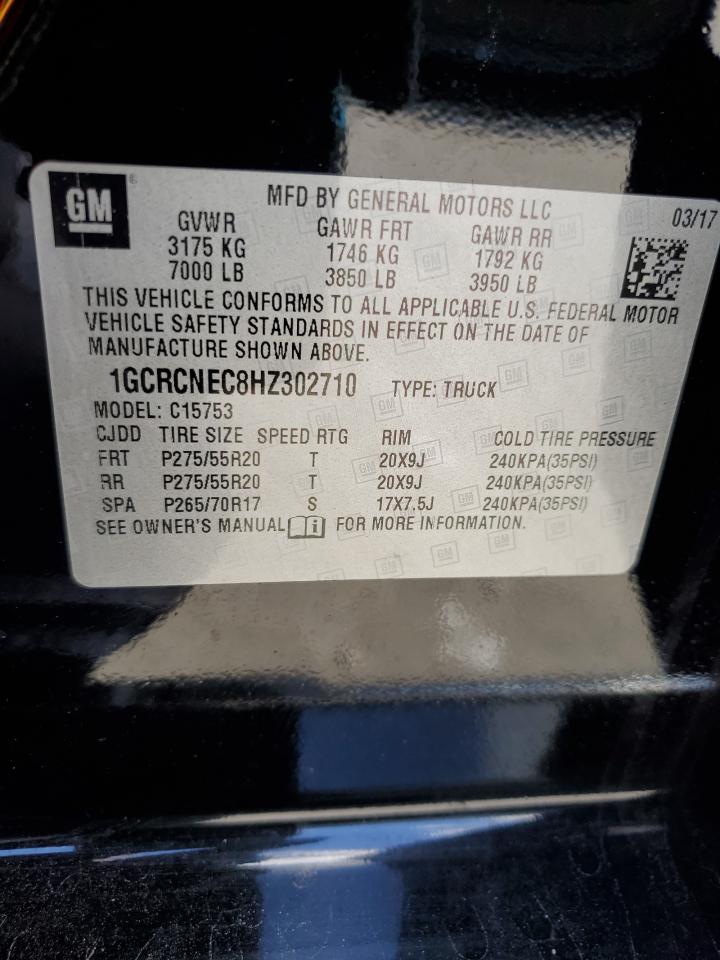 GM
MFD BY GENERAL MOTORS LLC
03/17
GVWR GAWR FRT GAWR RR
3175 KG 1746 KG 1792 KG
7000 LB 3850 LB 3950 LB
THIS VEHICLE CONFORMS TO ALL APPLICABLE U.S. FEDERAL MOTOR
VEHICLE SAFETY STANDARDS IN EFFECT ON THE DATE OF
MANUFACTURE SHOWN ABOVE.
1GCRCNEC8HZ302710 TYPE: TRUCK
MODEL: C15753
CJDD TIRE SIZE SPEED RTG RIM COLD TIRE PRESSURE
FRT P275/55R20 T 20X9J 240KPA(35PSI)
RR P275/55R20 T 20X9J 240KPA(35PSI)
SPA P265/70R17 S 17X7.5J 240KPA(35PSI)
SEE OWNER'S MANUAL i FOR MORE INFORMATION.